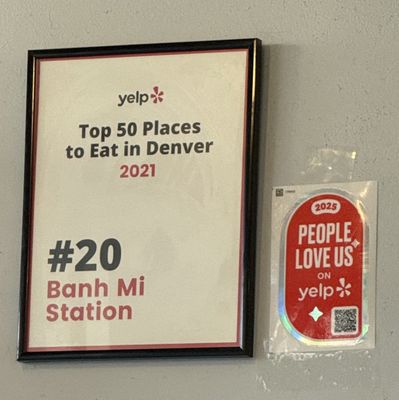 yelp
Top 50 Places
to Eat in Denver
2021
#20
Banh Mi
Station
2025
PEOPLE
LOVE US
ON
yelp